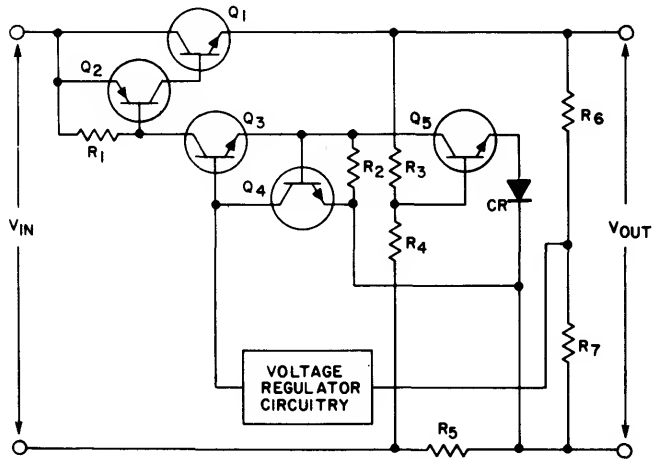 Q1
Q2
Q3
Q5
R6
R1
R2
R3
Q4
CR
VIN
R4
VOUT
R7
VOLTAGE
REGULATOR
CIRCUITRY
R5